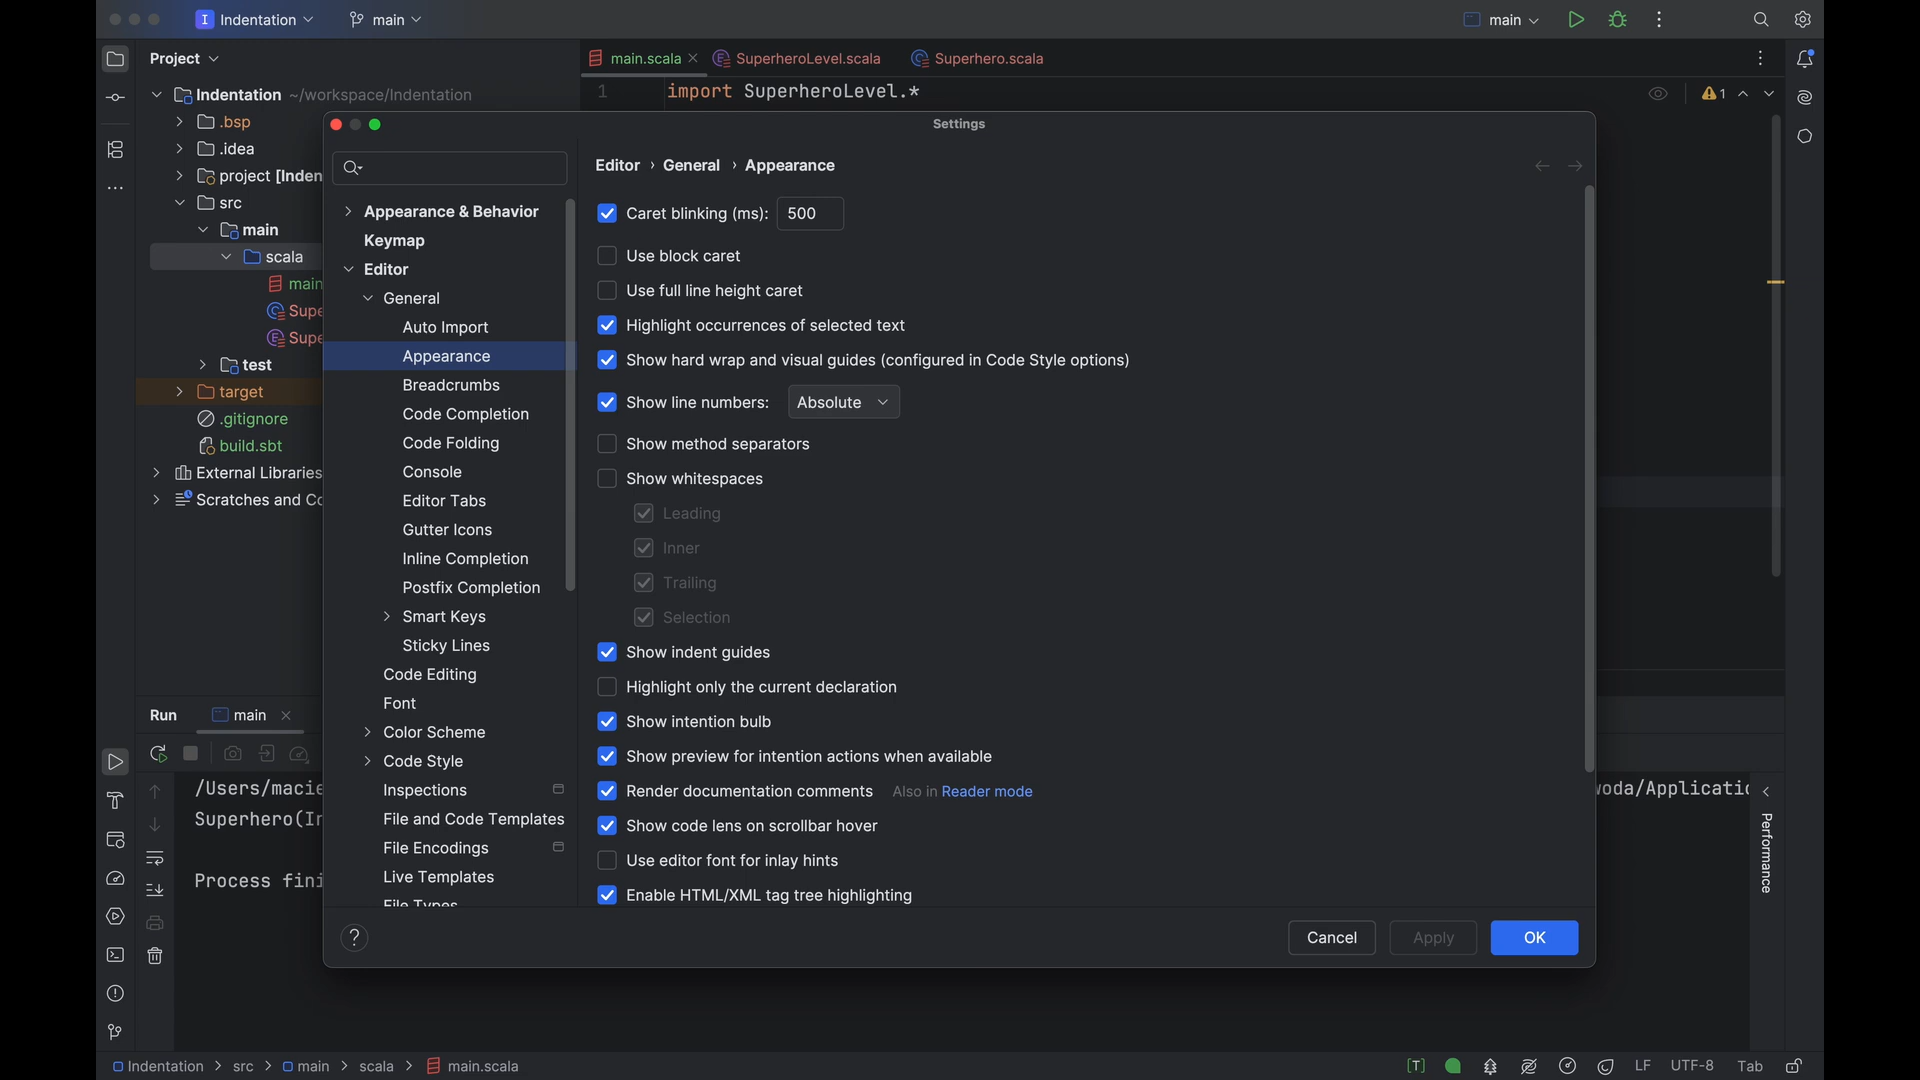 I Indentation main
main
Project
main.scala SuperheroLevel.scala Superhero.scala
Indentation ~/workspace/Indentation
1 import SuperheroLevel.*
1
.bsp
.idea
project [Inden
src
main
scala
main
Supe
Supe
test
target
.gitignore
build.sbt
External Libraries
Scratches and Co
Settings
Appearance & Behavior
Keymap
Editor
General
Auto Import
Appearance
Breadcrumbs
Code Completion
Code Folding
Console
Editor Tabs
Gutter Icons
Inline Completion
Postfix Completion
Smart Keys
Sticky Lines
Code Editing
Font
Color Scheme
Code Style
Inspections
File and Code Templates
File Encodings
Live Templates
File Types
Editor › General › Appearance
Caret blinking (ms): 500
Use block caret
Use full line height caret
Highlight occurrences of selected text
Show hard wrap and visual guides (configured in Code Style options)
Show line numbers: Absolute
Show method separators
Show whitespaces
Leading
Inner
Trailing
Selection
Show indent guides
Highlight only the current declaration
Show intention bulb
Show preview for intention actions when available
Render documentation comments Also in Reader mode
Show code lens on scrollbar hover
Use editor font for inlay hints
Enable HTML/XML tag tree highlighting
? Cancel Apply OK
Run main
/Users/macie
woda/Applicatio
Superhero(In
Process fini
Performance
Indentation > src > main > scala > main.scala
[T] LF UTF-8 Tab